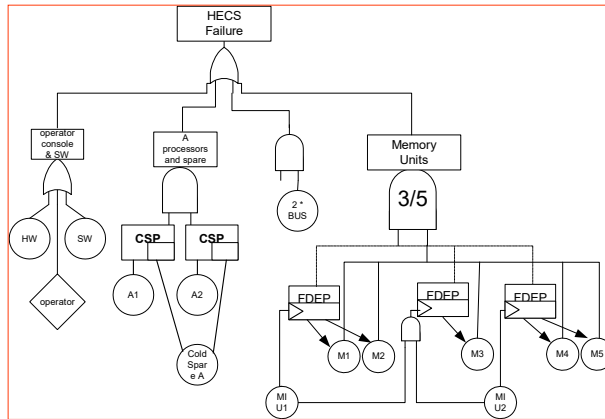 HECS
Failure
operator
console
& SW
A
processors
and spare
Memory
Units
3/5
2 *
BUS
HW
SW
CSP
CSP
operator
A1
A2
FDEP
FDEP
FDEP
M1
M2
M3
M4
M5
Cold
Spar
e A
MI
U1
MI
U2